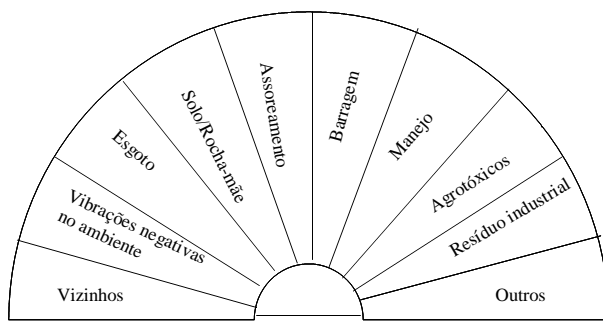 Vizinhos
Vibrações negativas
no ambiente
Esgoto
Solo/Rocha-mãe
Assoreamento
Barragem
Manejo
Agrotóxicos
Resíduo industrial
Outros